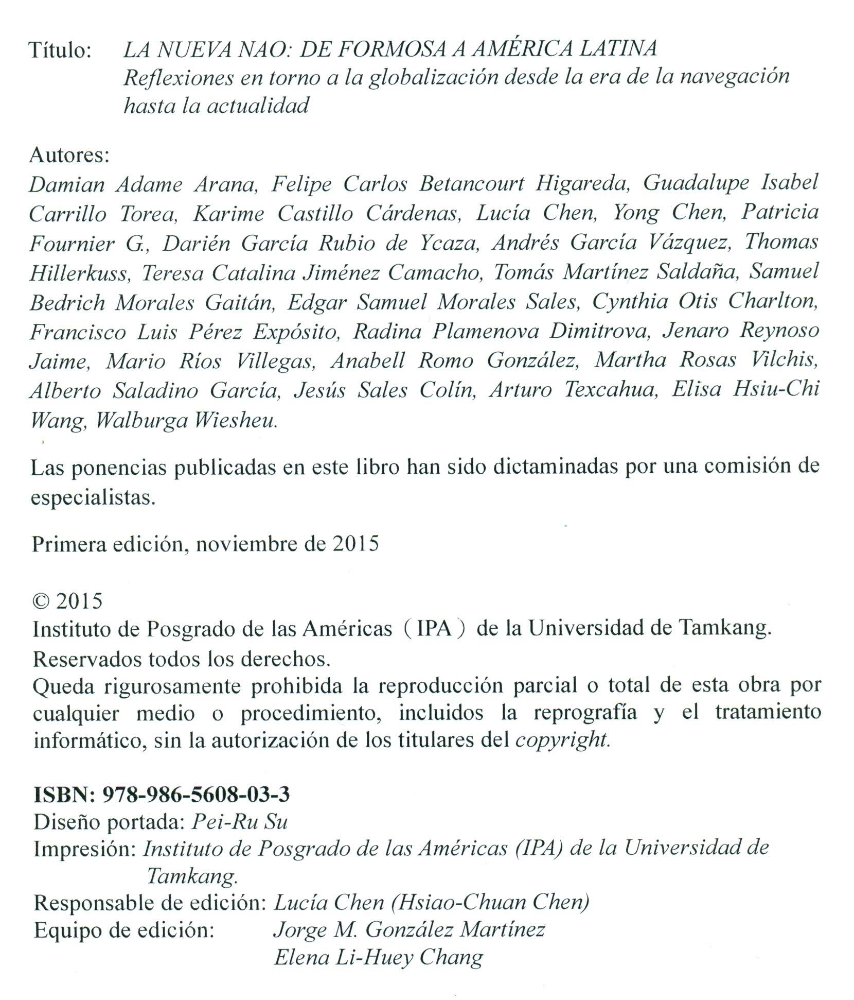 Título: LA NUEVA NAO: DE FORMOSA A AMÉRICA LATINA
Reflexiones en torno a la globalización desde la era de la navegación
hasta la actualidad
Autores:
Damian Adame Arana, Felipe Carlos Betancourt Higareda, Guadalupe Isabel
Carrillo Torea, Karime Castillo Cárdenas, Lucía Chen, Yong Chen, Patricia
Fournier G., Darién García Rubio de Ycaza, Andrés García Vázquez, Thomas
Hillerkuss, Teresa Catalina Jiménez Camacho, Tomás Martínez Saldaña, Samuel
Bedrich Morales Gaitán, Edgar Samuel Morales Sales, Cynthia Otis Charlton,
Francisco Luis Pérez Expósito, Radina Plamenova Dimitrova, Jenaro Reynoso
Jaime, Mario Ríos Villegas, Anabell Romo González, Martha Rosas Vilchis,
Alberto Saladino García, Jesús Sales Colín, Arturo Texcahua, Elisa Hsiu-Chi
Wang, Walburga Wiesheu.
Las ponencias publicadas en este libro han sido dictaminadas por una comisión de
especialistas.
Primera edición, noviembre de 2015
© 2015
Instituto de Posgrado de las Américas (IPA) de la Universidad de Tamkang.
Reservados todos los derechos.
Queda rigurosamente prohibida la reproducción parcial o total de esta obra por
cualquier medio o procedimiento, incluidos la reprografía y el tratamiento
informático, sin la autorización de los titulares del copyright.
ISBN: 978-986-5608-03-3
Diseño portada: Pei-Ru Su
Impresión: Instituto de Posgrado de las Américas (IPA) de la Universidad de
Tamkang.
Responsable de edición: Lucía Chen (Hsiao-Chuan Chen)
Equipo de edición: Jorge M. González Martínez
Elena Li-Huey Chang